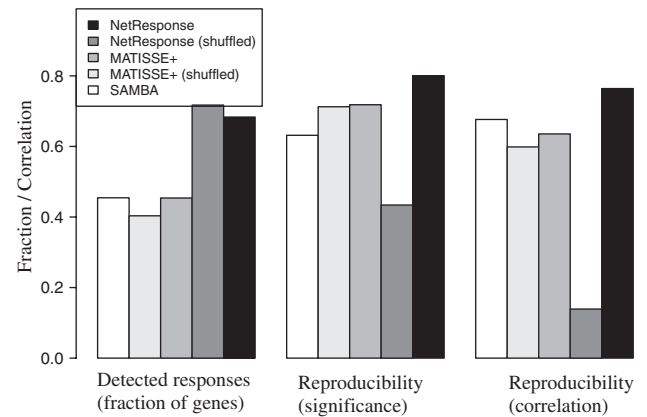 NetResponse
NetResponse (shuffled)
MATISSE+
MATISSE+ (shuffled)
SAMBA
Fraction / Correlation
0.8
0.6
0.4
0.2
0.0
Detected responses
(fraction of genes)
Reproducibility
(significance)
Reproducibility
(correlation)